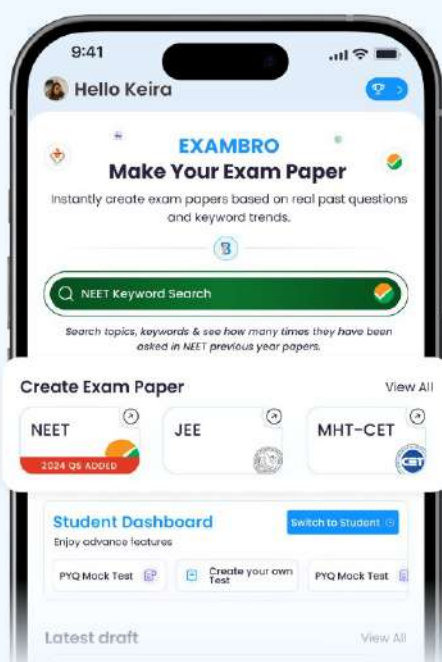 9:41
Hello Keira
EXAMBRO
Make Your Exam Paper
Instantly create exam papers based on real past questions
and keyword trends.
NEET Keyword Search
Search topics, keywords & see how many times they have been
asked in NEET previous year papers.
Create Exam Paper View All
NEET JEE MHT-CET
2024 QS ADDED CET
Student Dashboard Switch to Student
Enjoy advance features
PYQ Mock Test Create your own PYQ Mock Test
Test
Latest draft View All